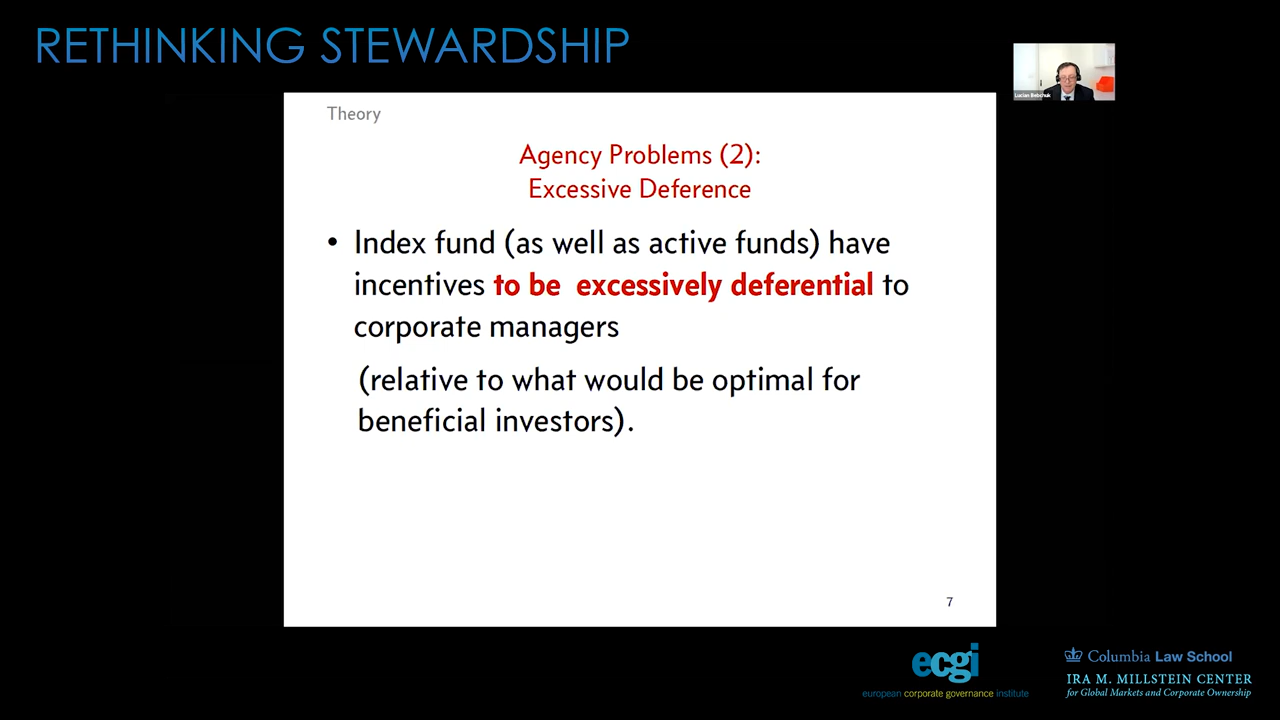 RETHINKING STEWARDSHIP
Lucian Bebchuk
Theory
Agency Problems (2):
Excessive Deference
• Index fund (as well as active funds) have
incentives to be excessively deferential to
corporate managers
(relative to what would be optimal for
beneficial investors).
7
ecgi
european corporate governance institute
Columbia Law School
IRA M. MILLSTEIN CENTER
for Global Markets and Corporate Ownership